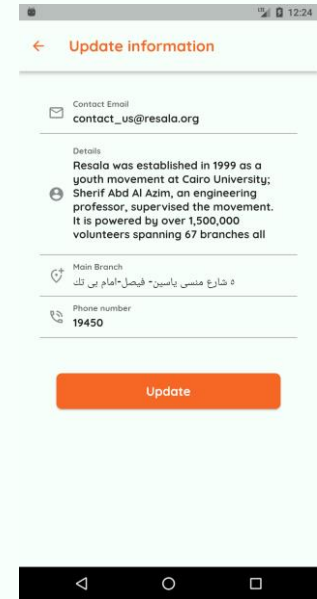 12:24
Update information
Contact Email
contact_us@resala.org
Details
Resala was established in 1999 as a
youth movement at Cairo University;
Sherif Abd Al Azim, an engineering
professor, supervised the movement.
It is powered by over 1,500,000
volunteers spanning 67 branches all
Main Branch
٥ شارع منسى ياسين- فيصل-امام بى تك
Phone number
19450
Update